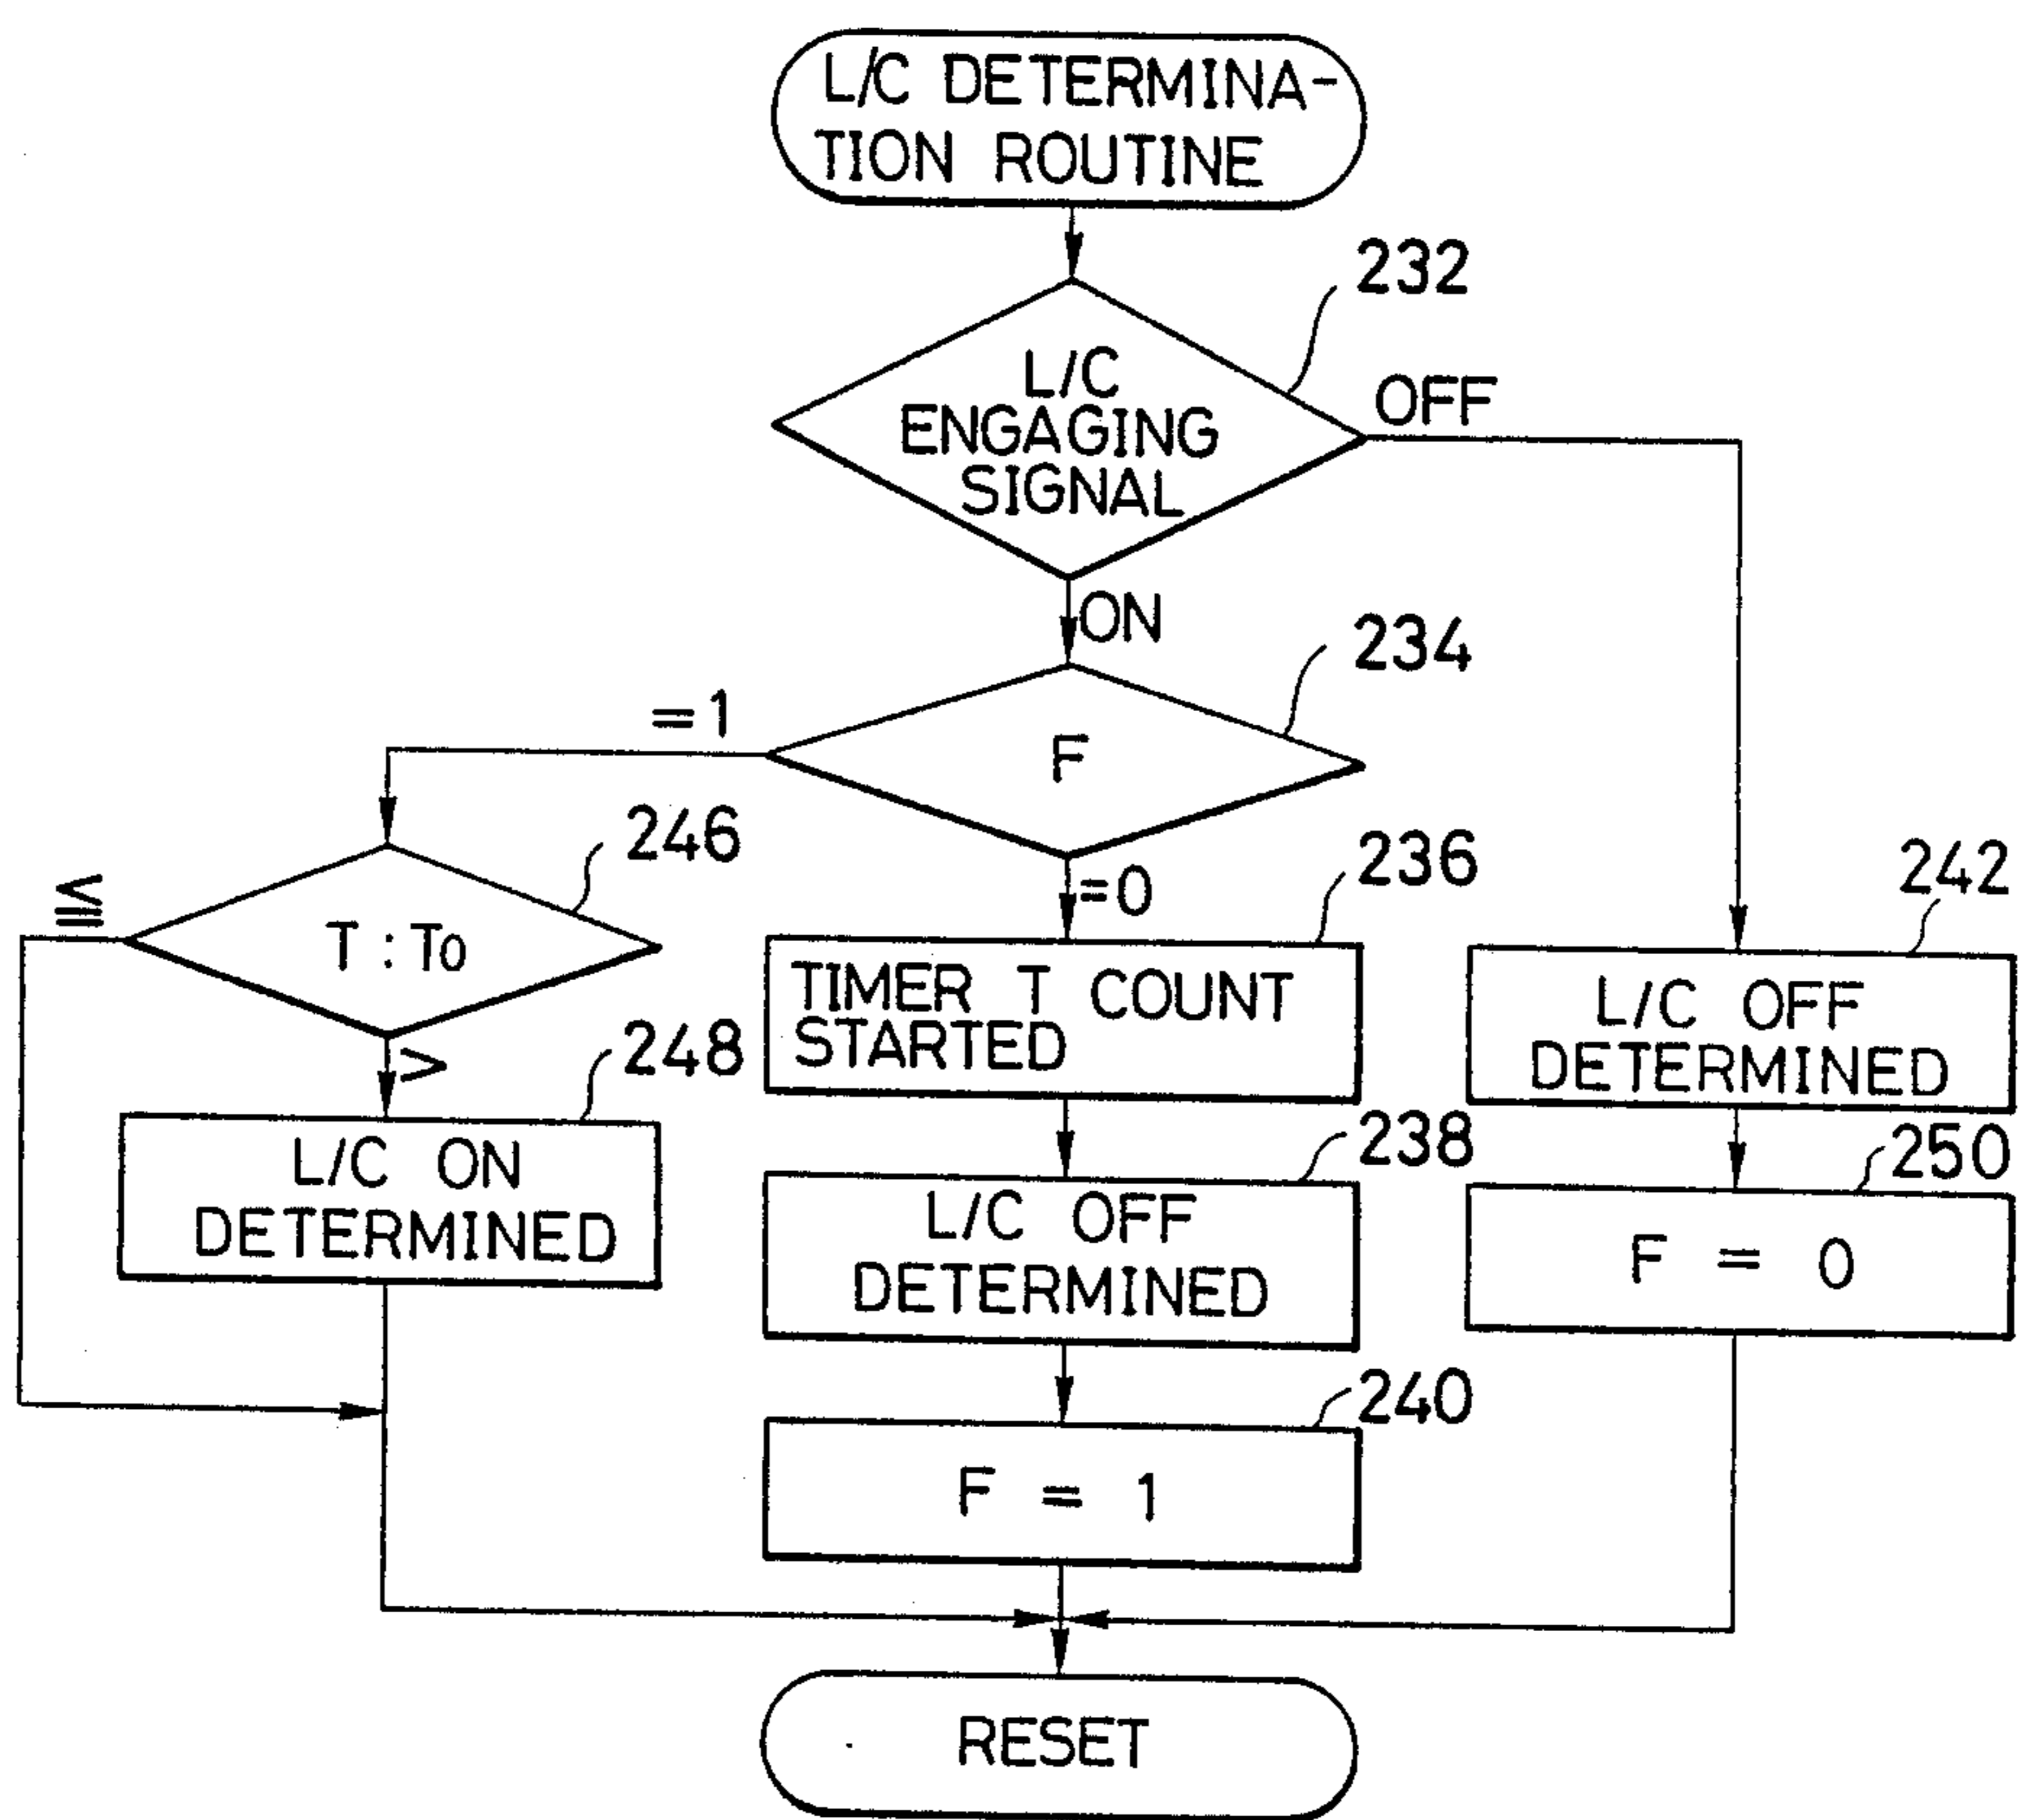 L/C DETERMINA-
TION ROUTINE
232
L/C
ENGAGING
SIGNAL
OFF
ON
234
=1
F
246
=0
236
242
≦
T : T0
TIMER T COUNT
STARTED
L/C OFF
DETERMINED
>
248
238
250
L/C ON
DETERMINED
L/C OFF
DETERMINED
F = 0
240
F = 1
RESET